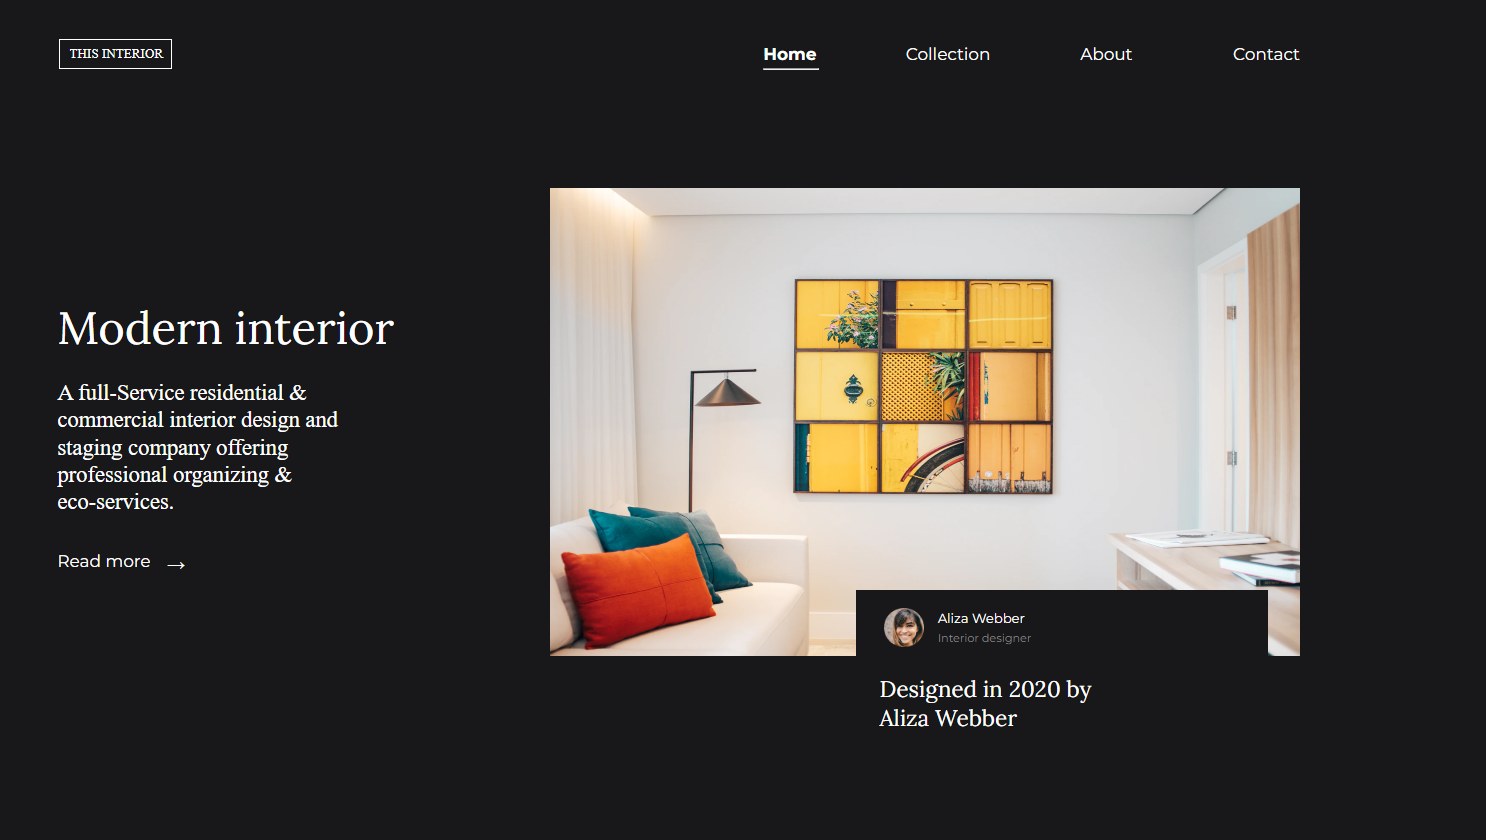 THIS INTERIOR
Home
Collection
About
Contact
Modern interior
A full-Service residential &
commercial interior design and
staging company offering
professional organizing &
eco-services.
Read more →
Aliza Webber
Interior designer
Designed in 2020 by
Aliza Webber